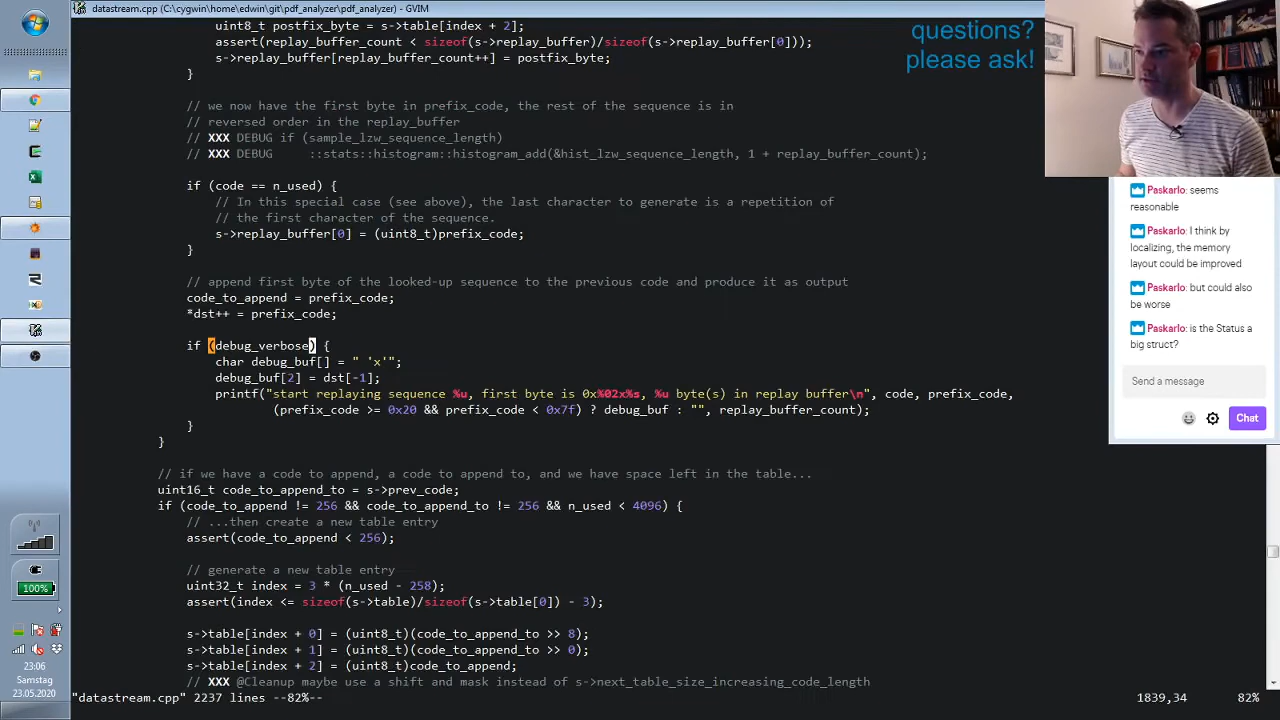 datastream.cpp (C:\cygwin\home\edwin\git\pdf_analyzer\pdf_analyzer) - GVIM
uint8_t postfix_byte = s->table[index + 2];
assert(replay_buffer_count < sizeof(s->replay_buffer)/sizeof(s->replay_buffer[0]));
s->replay_buffer[replay_buffer_count++] = postfix_byte;
}
// we now have the first byte in prefix_code, the rest of the sequence is in
// reversed order in the replay_buffer
// XXX DEBUG if (sample_lzw_sequence_length)
// XXX DEBUG    ::stats::histogram::histogram_add(&hist_lzw_sequence_length, 1 + replay_buffer_count);
if (code == n_used) {
// In this special case (see above), the last character to generate is a repetition of
// the first character of the sequence.
s->replay_buffer[0] = (uint8_t)prefix_code;
}
// append first byte of the looked-up sequence to the previous code and produce it as output
code_to_append = prefix_code;
*dst++ = prefix_code;
if (debug_verbose) {
char debug_buf[] = " 'x'";
debug_buf[2] = dst[-1];
printf("start replaying sequence %u, first byte is 0x%02x%s, %u byte(s) in replay buffer\n", code, prefix_code,
(prefix_code >= 0x20 && prefix_code < 0x7f) ? debug_buf : "", replay_buffer_count);
}
}
// if we have a code to append, a code to append to, and we have space left in the table...
uint16_t code_to_append_to = s->prev_code;
if (code_to_append != 256 && code_to_append_to != 256 && n_used < 4096) {
// ...then create a new table entry
assert(code_to_append < 256);
// generate a new table entry
uint32_t index = 3 * (n_used - 258);
assert(index <= sizeof(s->table)/sizeof(s->table[0]) - 3);
s->table[index + 0] = (uint8_t)(code_to_append_to >> 8);
s->table[index + 1] = (uint8_t)(code_to_append_to >> 0);
s->table[index + 2] = (uint8_t)code_to_append;
// XXX @Cleanup maybe use a shift and mask instead of s->next_table_size_increasing_code_length
"datastream.cpp" 2237 lines --82%--
1839,34
82%
questions?
please ask!
Paskarlo: seems
reasonable
Paskarlo: I think by
localizing, the memory
layout could be improved
Paskarlo: but could also
be worse
Paskarlo: is the Status a
big struct?
Send a message
Chat
100%
23:06
Samstag
23.05.2020